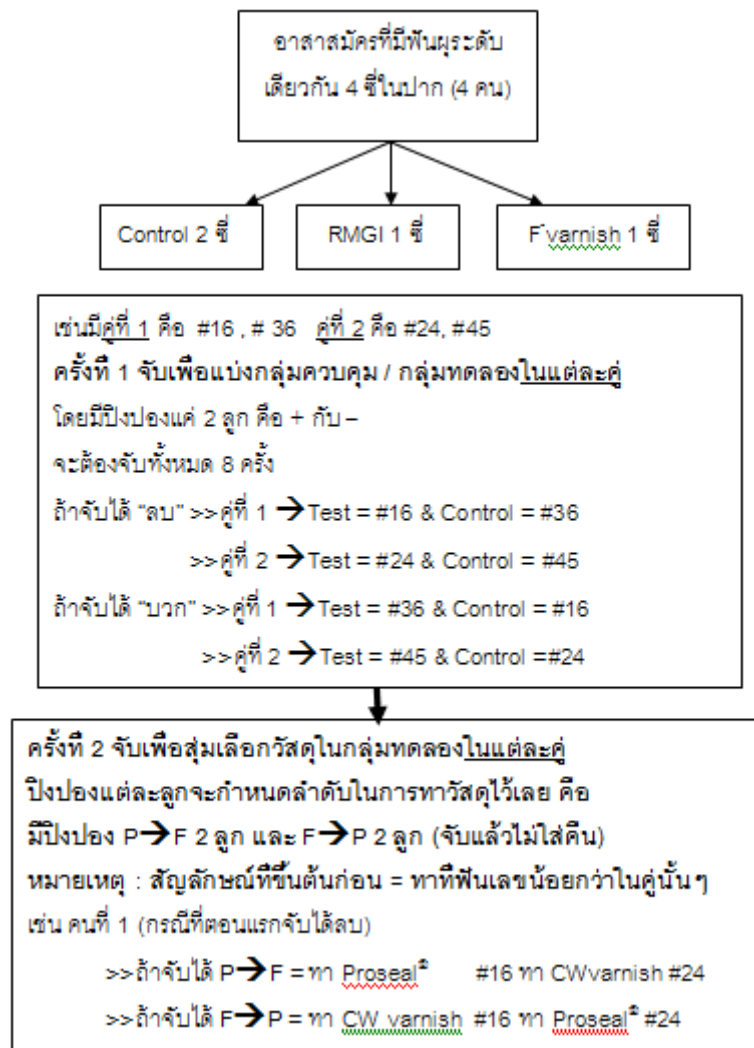 อาสาสมัครที่มีฟันผุระดับ
เดียวกัน 4 ซี่ในปาก (4 คน)
Control 2 ซี่
RMGI 1 ซี่
F⁻varnish 1 ซี่
เช่นมีคู่ที่ 1 คือ #16 , # 36 คู่ที่ 2 คือ #24, #45
ครั้งที่ 1 จับเพื่อแบ่งกลุ่มควบคุม / กลุ่มทดลองในแต่ละคู่
โดยมีปิงปองแค่ 2 ลูก คือ + กับ –
จะต้องจับทั้งหมด 8 ครั้ง
ถ้าจับได้ “ลบ” >>คู่ที่ 1 → Test = #16 & Control = #36
>>คู่ที่ 2 → Test = #24 & Control = #45
ถ้าจับได้ “บวก” >>คู่ที่ 1 → Test = #36 & Control = #16
>>คู่ที่ 2 → Test = #45 & Control =#24
ครั้งที่ 2 จับเพื่อสุ่มเลือกวัสดุในกลุ่มทดลองในแต่ละคู่
ปิงปองแต่ละลูกจะกำหนดลำดับในการทาวัสดุไว้เลย คือ
มีปิงปอง P→F 2 ลูก และ F→P 2 ลูก (จับแล้วไม่ใส่คืน)
หมายเหตุ : สัญลักษณ์ที่ขึ้นต้นก่อน = ทาที่ฟันเลขน้อยกว่าในคู่นั้นๆ
เช่น คนที่ 1 (กรณีที่ตอนแรกจับได้ลบ)
>>ถ้าจับได้ P→F = ทา Proseal® #16 ทา CWvarnish #24
>>ถ้าจับได้ F→P = ทา CW varnish #16 ทา Proseal® #24